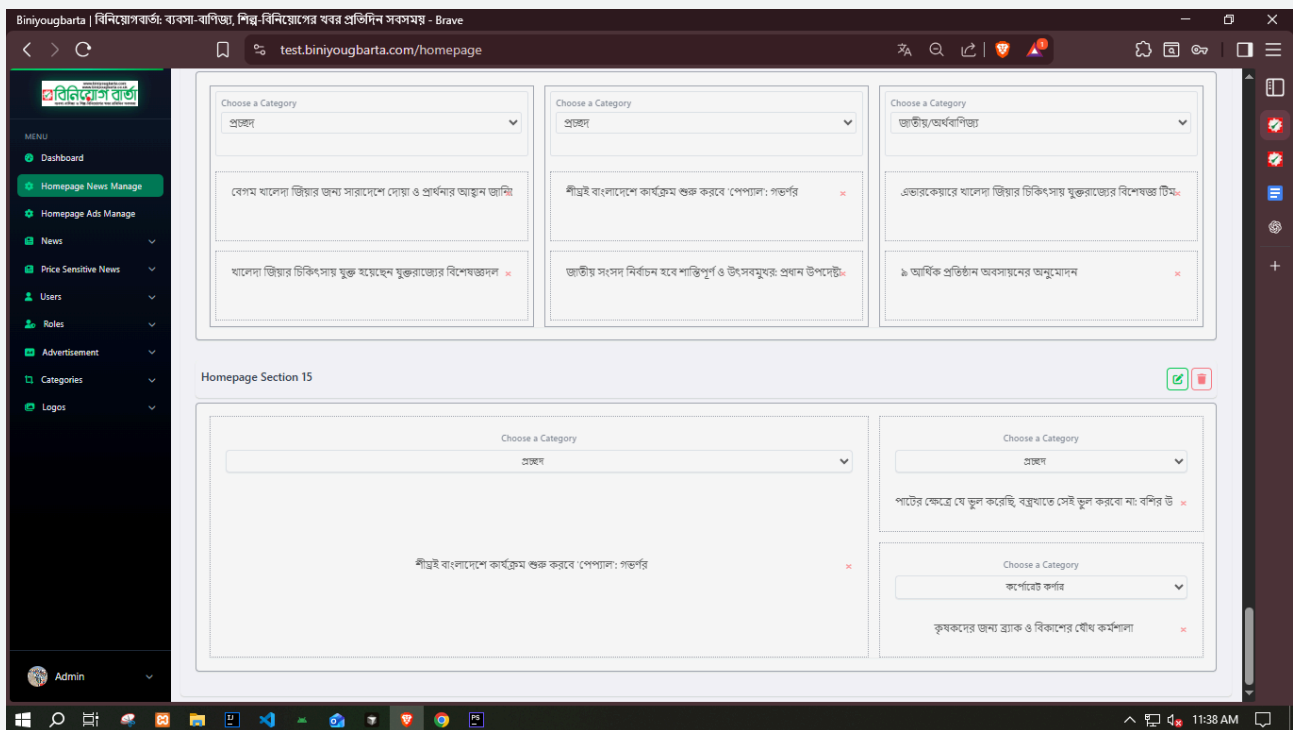 Biniyougbarta | বিনিয়োগবার্তা: ব্যবসা-বাণিজ্য, শিল্প-বিনিয়োগের খবর প্রতিদিন সবসময় - Brave
test.biniyougbarta.com/homepage
1
বিনিয়োগ বার্তা
MENU
Dashboard
Homepage News Manage
Homepage Ads Manage
News
Price Sensitive News
Users
Roles
Advertisement
Categories
Logos
Admin
Choose a Category
প্রচ্ছদ
Choose a Category
প্রচ্ছদ
Choose a Category
জাতীয়/অর্থবাণিজ্য
বেগম খালেদা জিয়ার জন্য সারাদেশে দোয়া ও প্রার্থনার আহ্বান জানি
শীঘ্রই বাংলাদেশে কার্যক্রম শুরু করবে 'পেপ্যাল': গভর্ণর
এভারকেয়ারে খালেদা জিয়ার চিকিৎসায় যুক্তরাজ্যের বিশেষজ্ঞ টিম
খালেদা জিয়ার চিকিৎসায় যুক্ত হয়েছেন যুক্তরাজ্যের বিশেষজ্ঞদল
জাতীয় সংসদ নির্বাচন হবে শান্তিপূর্ণ ও উৎসবমুখর: প্রধান উপদেষ্টা
৯ আর্থিক প্রতিষ্ঠান অবসায়নের অনুমোদন
Homepage Section 15
Choose a Category
প্রচ্ছদ
শীঘ্রই বাংলাদেশে কার্যক্রম শুরু করবে 'পেপ্যাল': গভর্ণর
Choose a Category
প্রচ্ছদ
পাটের ক্ষেত্রে যে ভুল করেছি, বস্ত্রখাতে সেই ভুল করবো না: বশির উ
Choose a Category
কর্পোরেট কর্ণার
কৃষকদের জন্য ব্র্যাক ও বিকাশের যৌথ কর্মশালা
11:38 AM